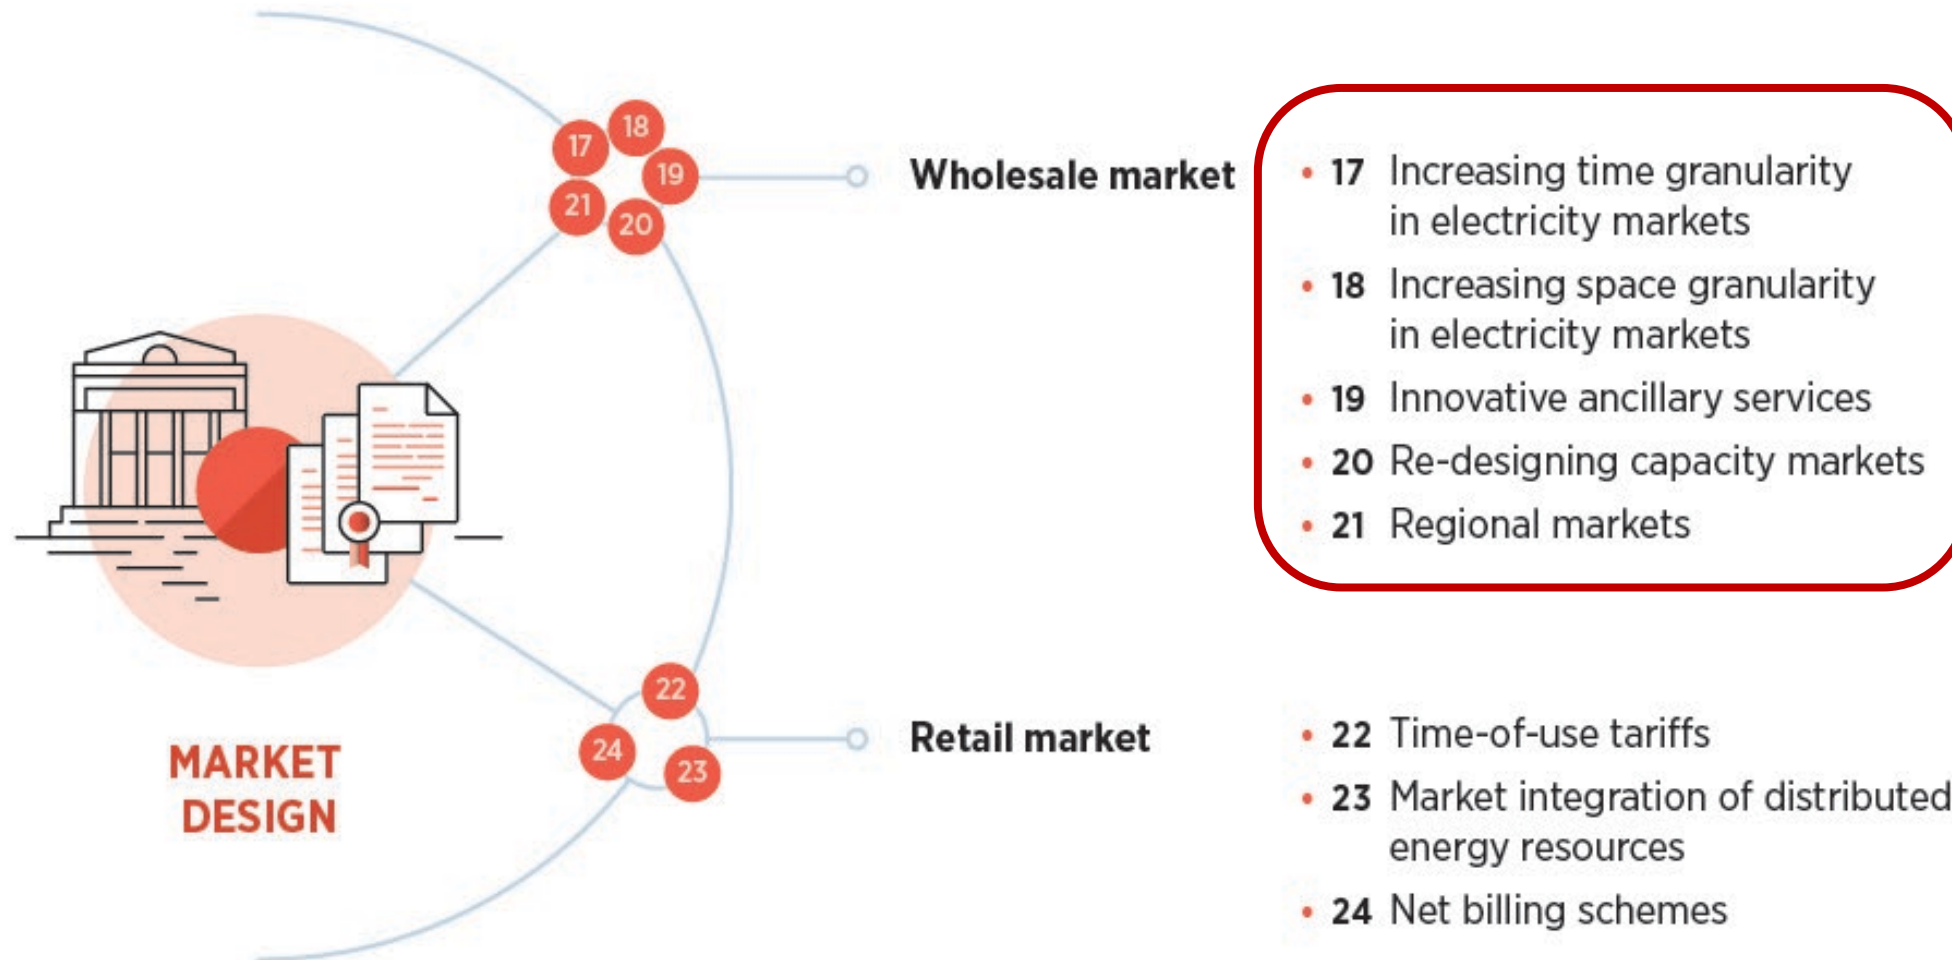 17
18
19
20
21
Wholesale market
• 17 Increasing time granularity
in electricity markets
• 18 Increasing space granularity
in electricity markets
• 19 Innovative ancillary services
• 20 Re-designing capacity markets
• 21 Regional markets
MARKET
DESIGN
22
23
24
Retail market
• 22 Time-of-use tariffs
• 23 Market integration of distributed
energy resources
• 24 Net billing schemes